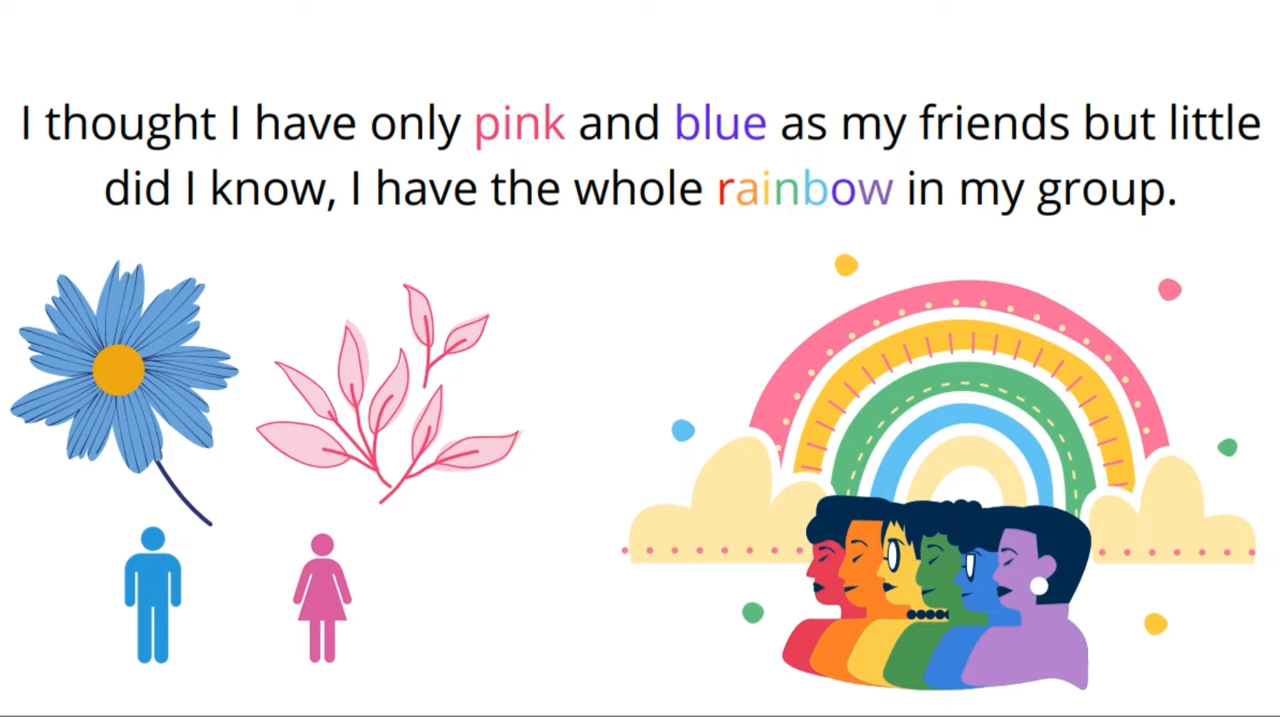 I thought I have only pink and blue as my friends but little
did I know, I have the whole rainbow in my group.